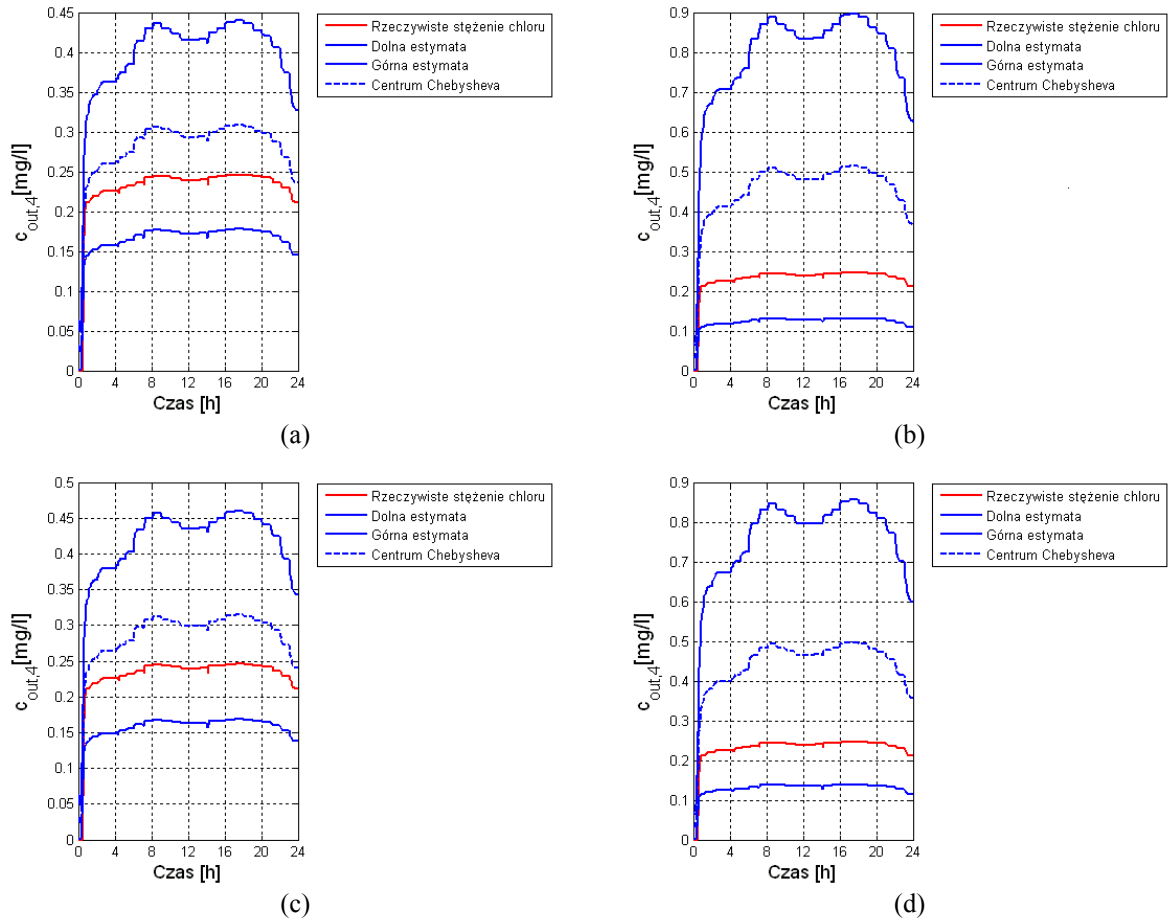 0.45
0.4
0.35
0.3
0.25
0.2
0.15
0.1
0.05
0
0 4 8 12 16 20 24
c_out,4 [mg/l]
Czas [h]
Rzeczywiste stężenie chloru
Dolna estymata
Górna estymata
Centrum Chebysheva
(a)
0.9
0.8
0.7
0.6
0.5
0.4
0.3
0.2
0.1
0
0 4 8 12 16 20 24
c_out,4 [mg/l]
Czas [h]
Rzeczywiste stężenie chloru
Dolna estymata
Górna estymata
Centrum Chebysheva
(b)
0.5
0.45
0.4
0.35
0.3
0.25
0.2
0.15
0.1
0.05
0
0 4 8 12 16 20 24
c_out,4 [mg/l]
Czas [h]
Rzeczywiste stężenie chloru
Dolna estymata
Górna estymata
Centrum Chebysheva
(c)
0.9
0.8
0.7
0.6
0.5
0.4
0.3
0.2
0.1
0
0 4 8 12 16 20 24
c_out,4 [mg/l]
Czas [h]
Rzeczywiste stężenie chloru
Dolna estymata
Górna estymata
Centrum Chebysheva
(d)